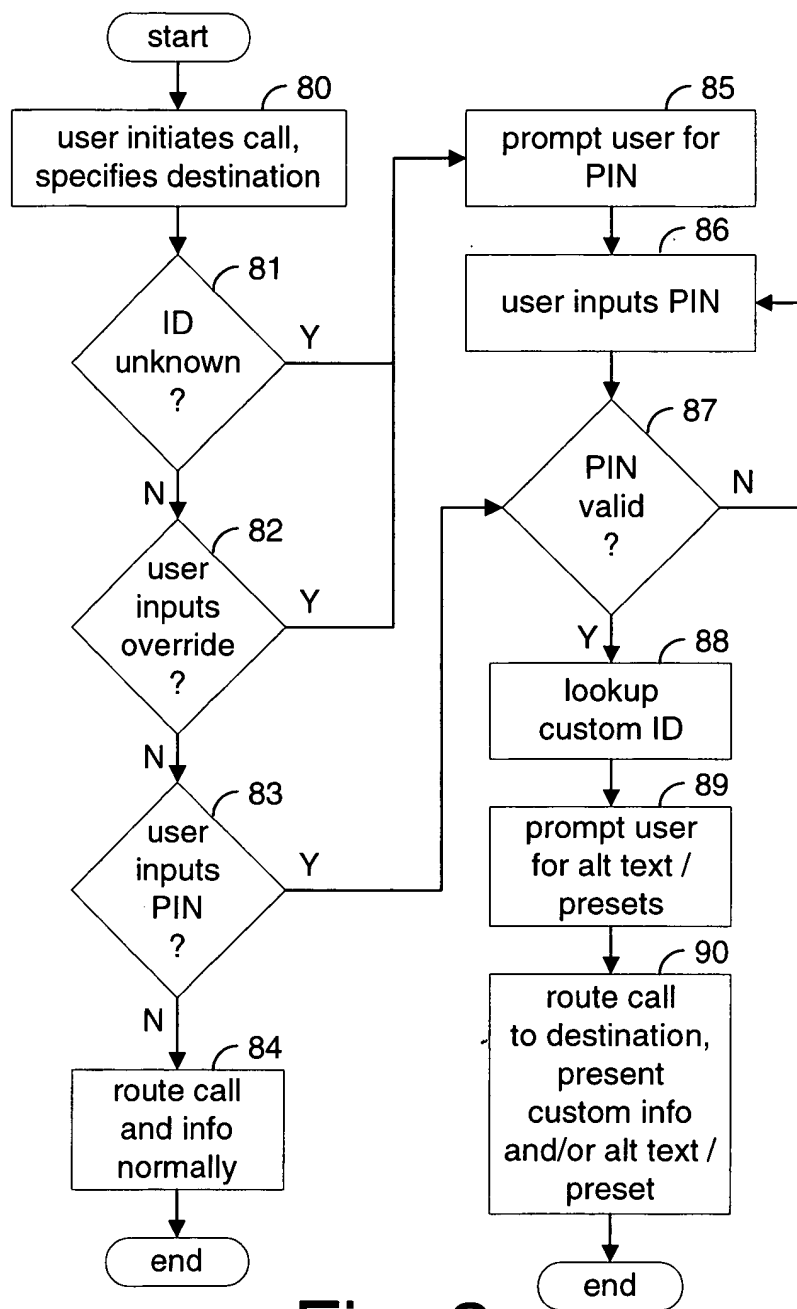 start
80
user initiates call,
specifies destination
81
ID
unknown
?
Y
N
82
user
inputs
override
?
Y
N
83
user
inputs
PIN
?
Y
N
84
route call
and info
normally
end
85
prompt user for
PIN
86
user inputs PIN
87
PIN
valid
?
N
Y
88
lookup
custom ID
89
prompt user
for alt text /
presets
90
route call
to destination,
present
custom info
and/or alt text /
preset
end